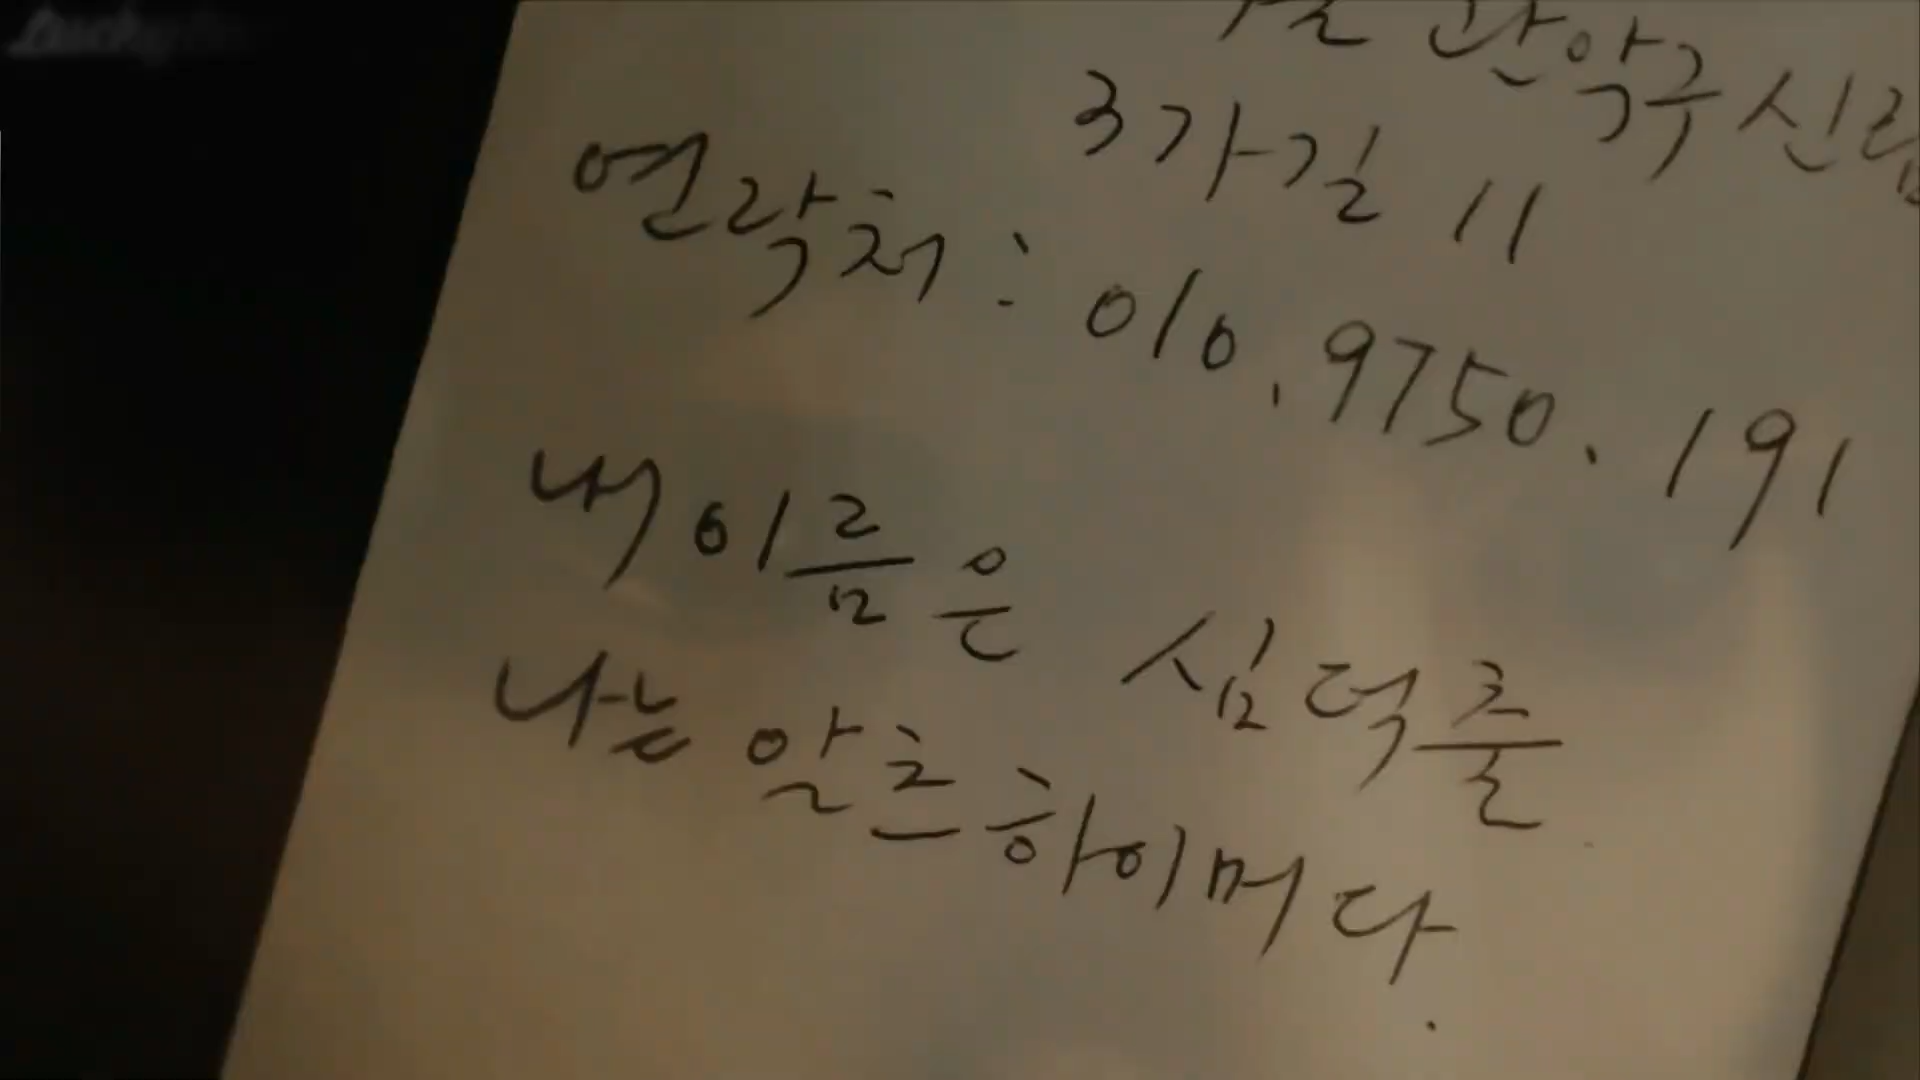 관악구 신림
3가길 11
연락처 : 010.9750.191
내 이름은 심덕출
나는 알츠하이머다.